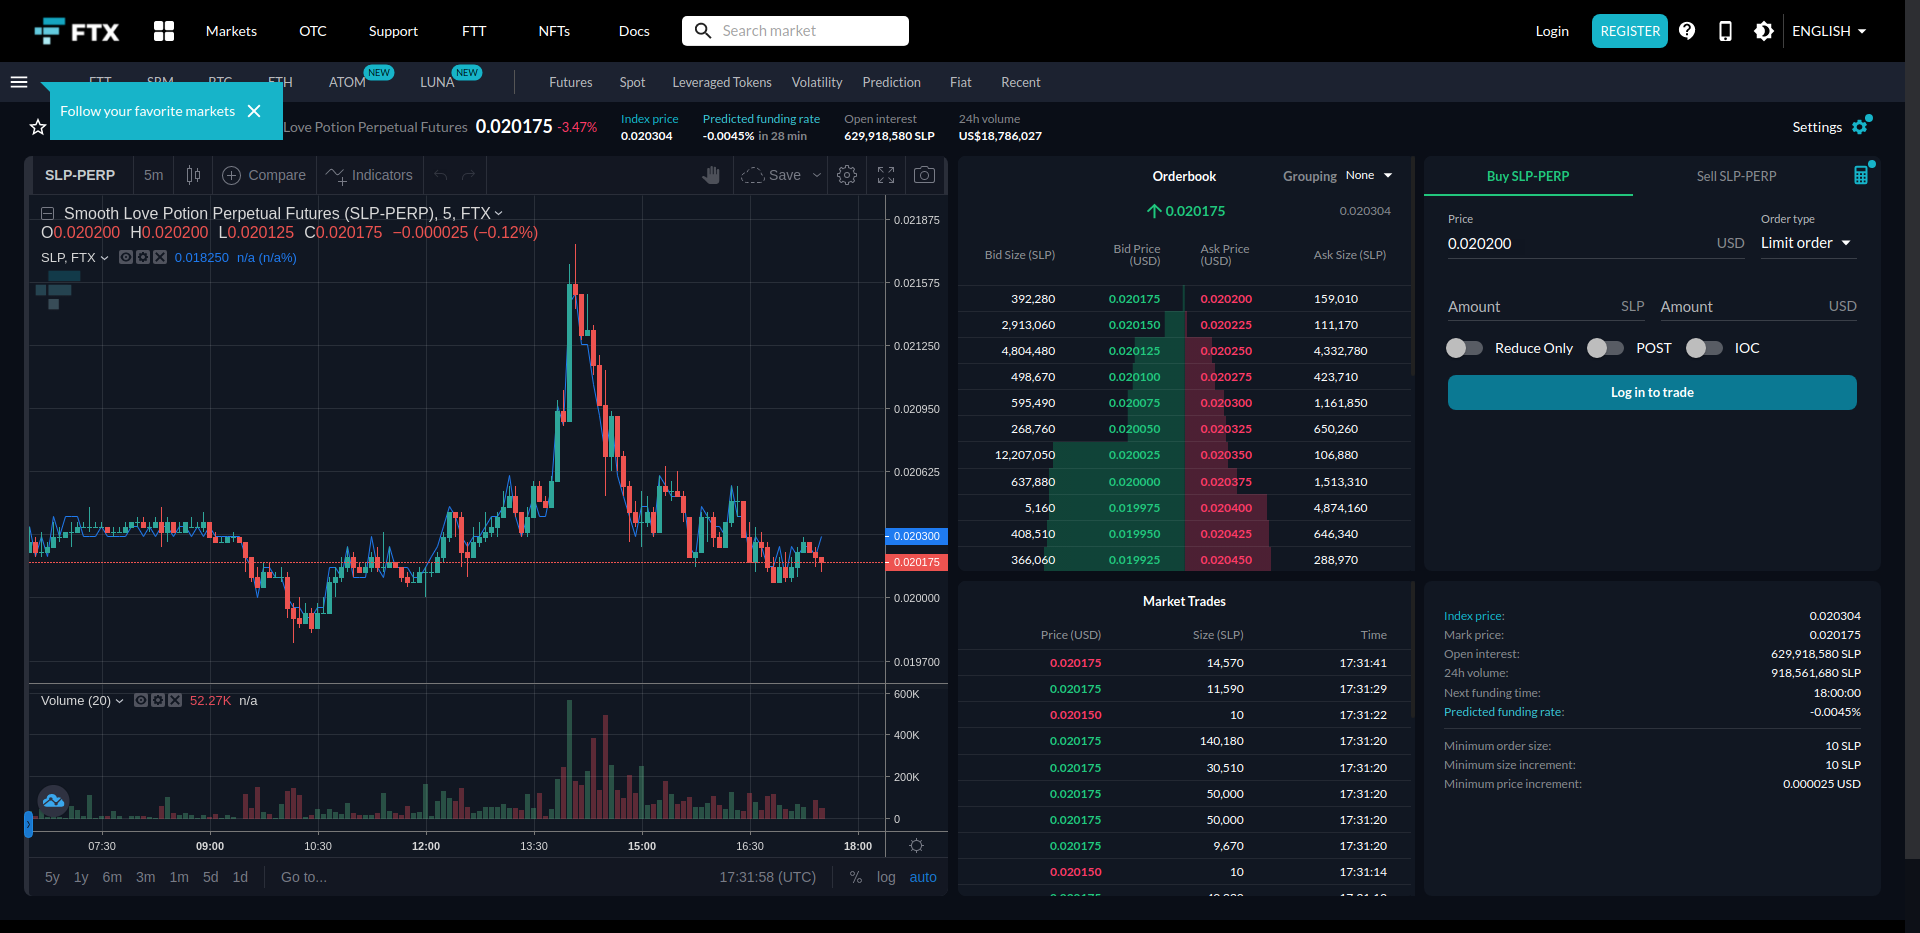 FTX Markets OTC Support FTT NFTs Docs Search market Login REGISTER ENGLISH
FTT SRM BTC ETH ATOM NEW LUNA NEW Futures Spot Leveraged Tokens Volatility Prediction Fiat Recent
Follow your favorite markets
Love Potion Perpetual Futures 0.020175 -3.47%
Index price
0.020304
Predicted funding rate
-0.0045% in 28 min
Open interest
629,918,580 SLP
24h volume
US$18,786,027
Settings
SLP-PERP 5m Compare Indicators Save
Smooth Love Potion Perpetual Futures (SLP-PERP), 5, FTX
O0.020200 H0.020200 L0.020125 C0.020175 −0.000025 (−0.12%)
SLP, FTX 0.018250 n/a (n/a%)
0.021875
0.021575
0.021250
0.020950
0.020625
0.020300
0.020175
0.020000
0.019700
Volume (20) 52.27K n/a
600K
400K
200K
0
07:30 09:00 10:30 12:00 13:30 15:00 16:30 18:00
5y 1y 6m 3m 1m 5d 1d Go to... 17:31:58 (UTC) % log auto
Orderbook Grouping None
0.020175 0.020304
Bid Size (SLP) Bid Price (USD) Ask Price (USD) Ask Size (SLP)
392,280 0.020175 0.020200 159,010
2,913,060 0.020150 0.020225 111,170
4,804,480 0.020125 0.020250 4,332,780
498,670 0.020100 0.020275 423,710
595,490 0.020075 0.020300 1,161,850
268,760 0.020050 0.020325 650,260
12,207,050 0.020025 0.020350 106,880
637,880 0.020000 0.020375 1,513,310
5,160 0.019975 0.020400 4,874,160
408,510 0.019950 0.020425 646,340
366,060 0.019925 0.020450 288,970
Market Trades
Price (USD) Size (SLP) Time
0.020175 14,570 17:31:41
0.020175 11,590 17:31:29
0.020150 10 17:31:22
0.020175 140,180 17:31:20
0.020175 30,510 17:31:20
0.020175 50,000 17:31:20
0.020175 50,000 17:31:20
0.020175 9,670 17:31:20
0.020150 10 17:31:14
Buy SLP-PERP Sell SLP-PERP
Price Order type
0.020200 USD Limit order
Amount SLP Amount USD
Reduce Only POST IOC
Log in to trade
Index price: 0.020304
Mark price: 0.020175
Open interest: 629,918,580 SLP
24h volume: 918,561,680 SLP
Next funding time: 18:00:00
Predicted funding rate: -0.0045%
Minimum order size: 10 SLP
Minimum size increment: 10 SLP
Minimum price increment: 0.000025 USD